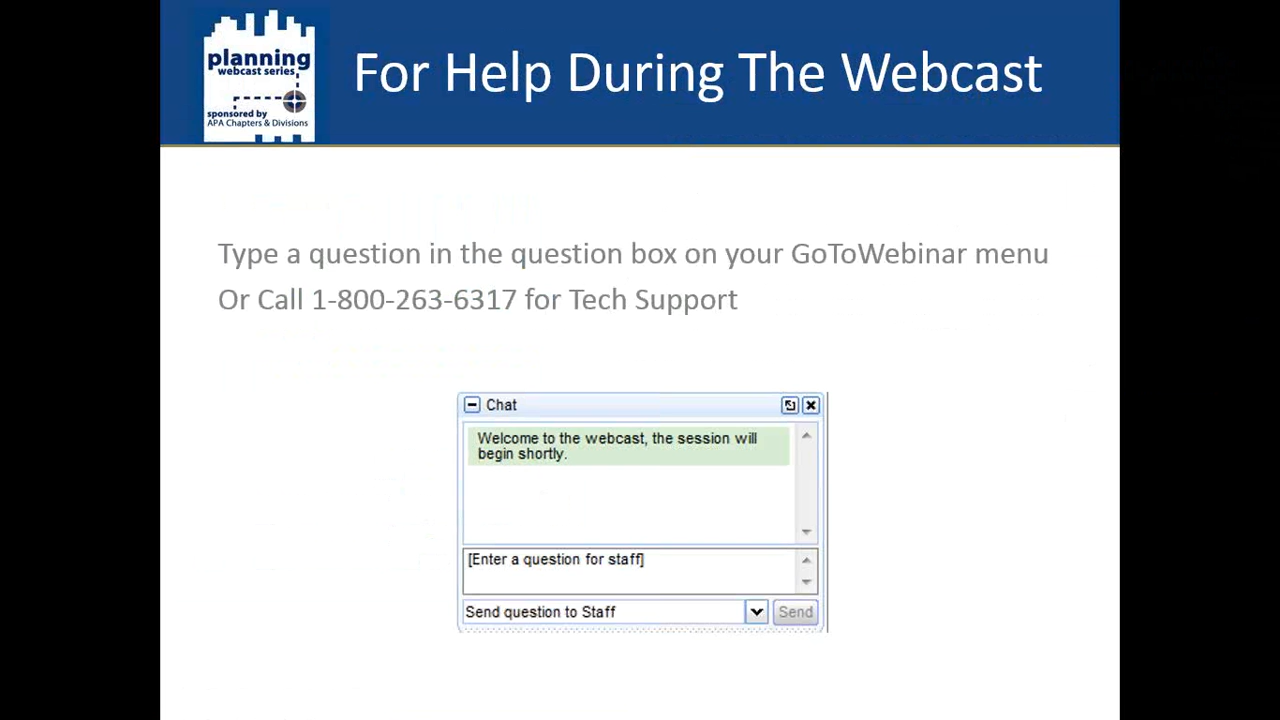 planning
webcast series
sponsored by
APA Chapters & Divisions
For Help During The Webcast
Type a question in the question box on your GoToWebinar menu
Or Call 1-800-263-6317 for Tech Support
Chat
Welcome to the webcast, the session will
begin shortly.
[Enter a question for staff]
Send question to Staff
Send